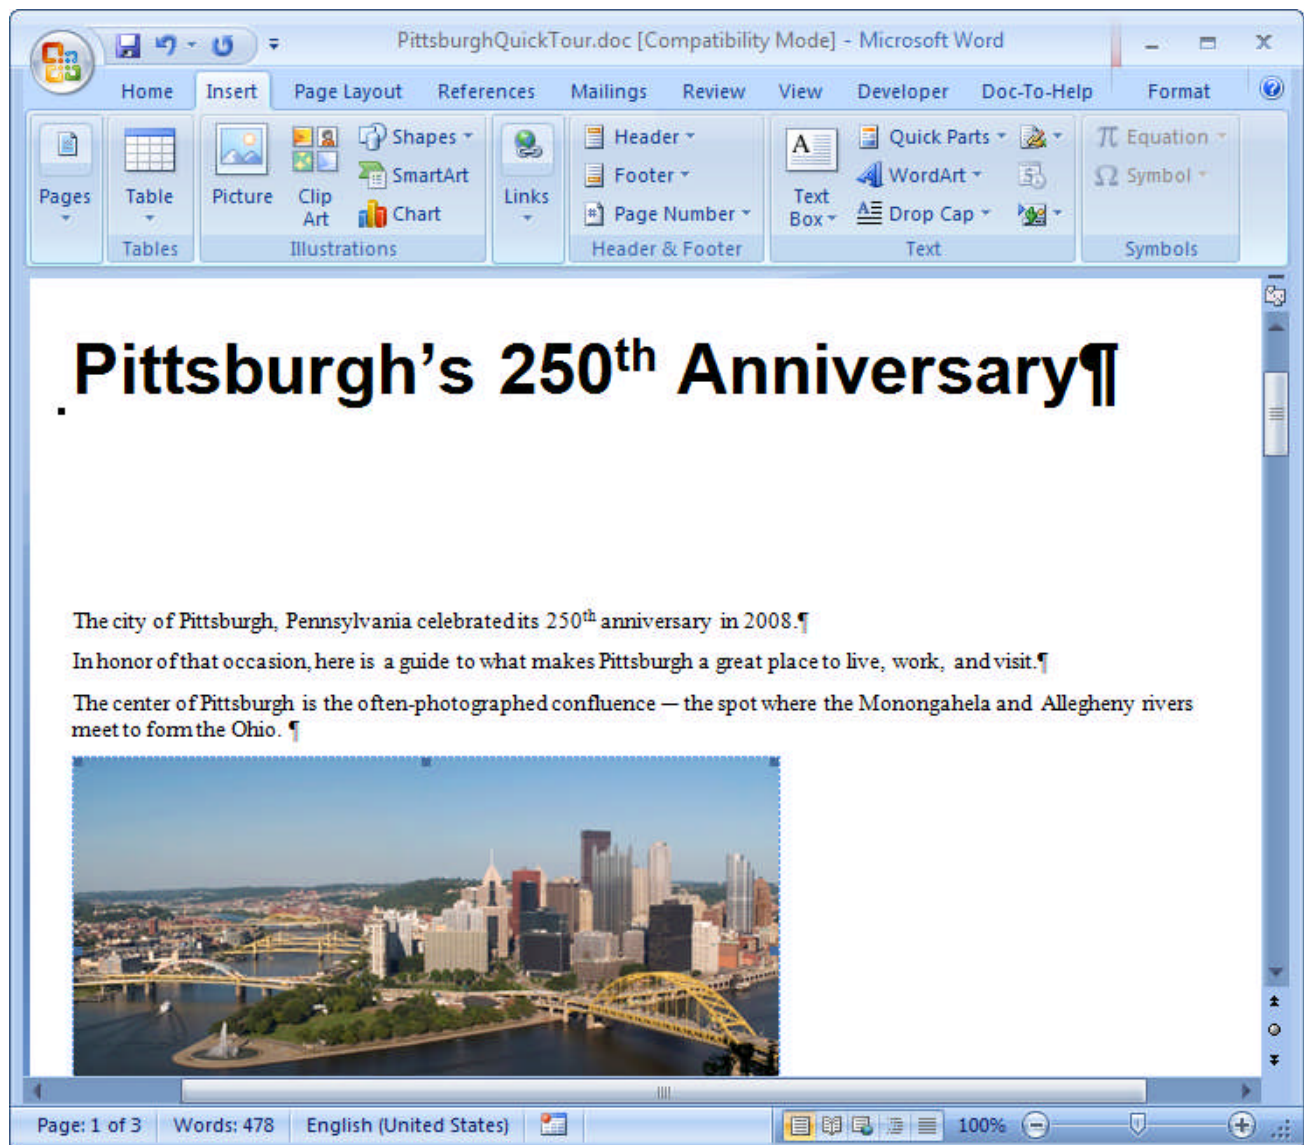 PittsburghQuickTour.doc [Compatibility Mode] - Microsoft Word
Home Insert Page Layout References Mailings Review View Developer Doc-To-Help Format
Pages
Table
Tables
Picture
Clip
Art
Shapes
SmartArt
Chart
Illustrations
Links
Header
Footer
Page Number
Header & Footer
Text
Box
Quick Parts
WordArt
Drop Cap
Text
Equation
Symbol
Symbols
Pittsburgh’s 250th Anniversary¶
The city of Pittsburgh, Pennsylvania celebrated its 250th anniversary in 2008.¶
In honor of that occasion, here is a guide to what makes Pittsburgh a great place to live, work, and visit.¶
The center of Pittsburgh is the often-photographed confluence — the spot where the Monongahela and Allegheny rivers
meet to form the Ohio. ¶
Page: 1 of 3 Words: 478 English (United States) 100%